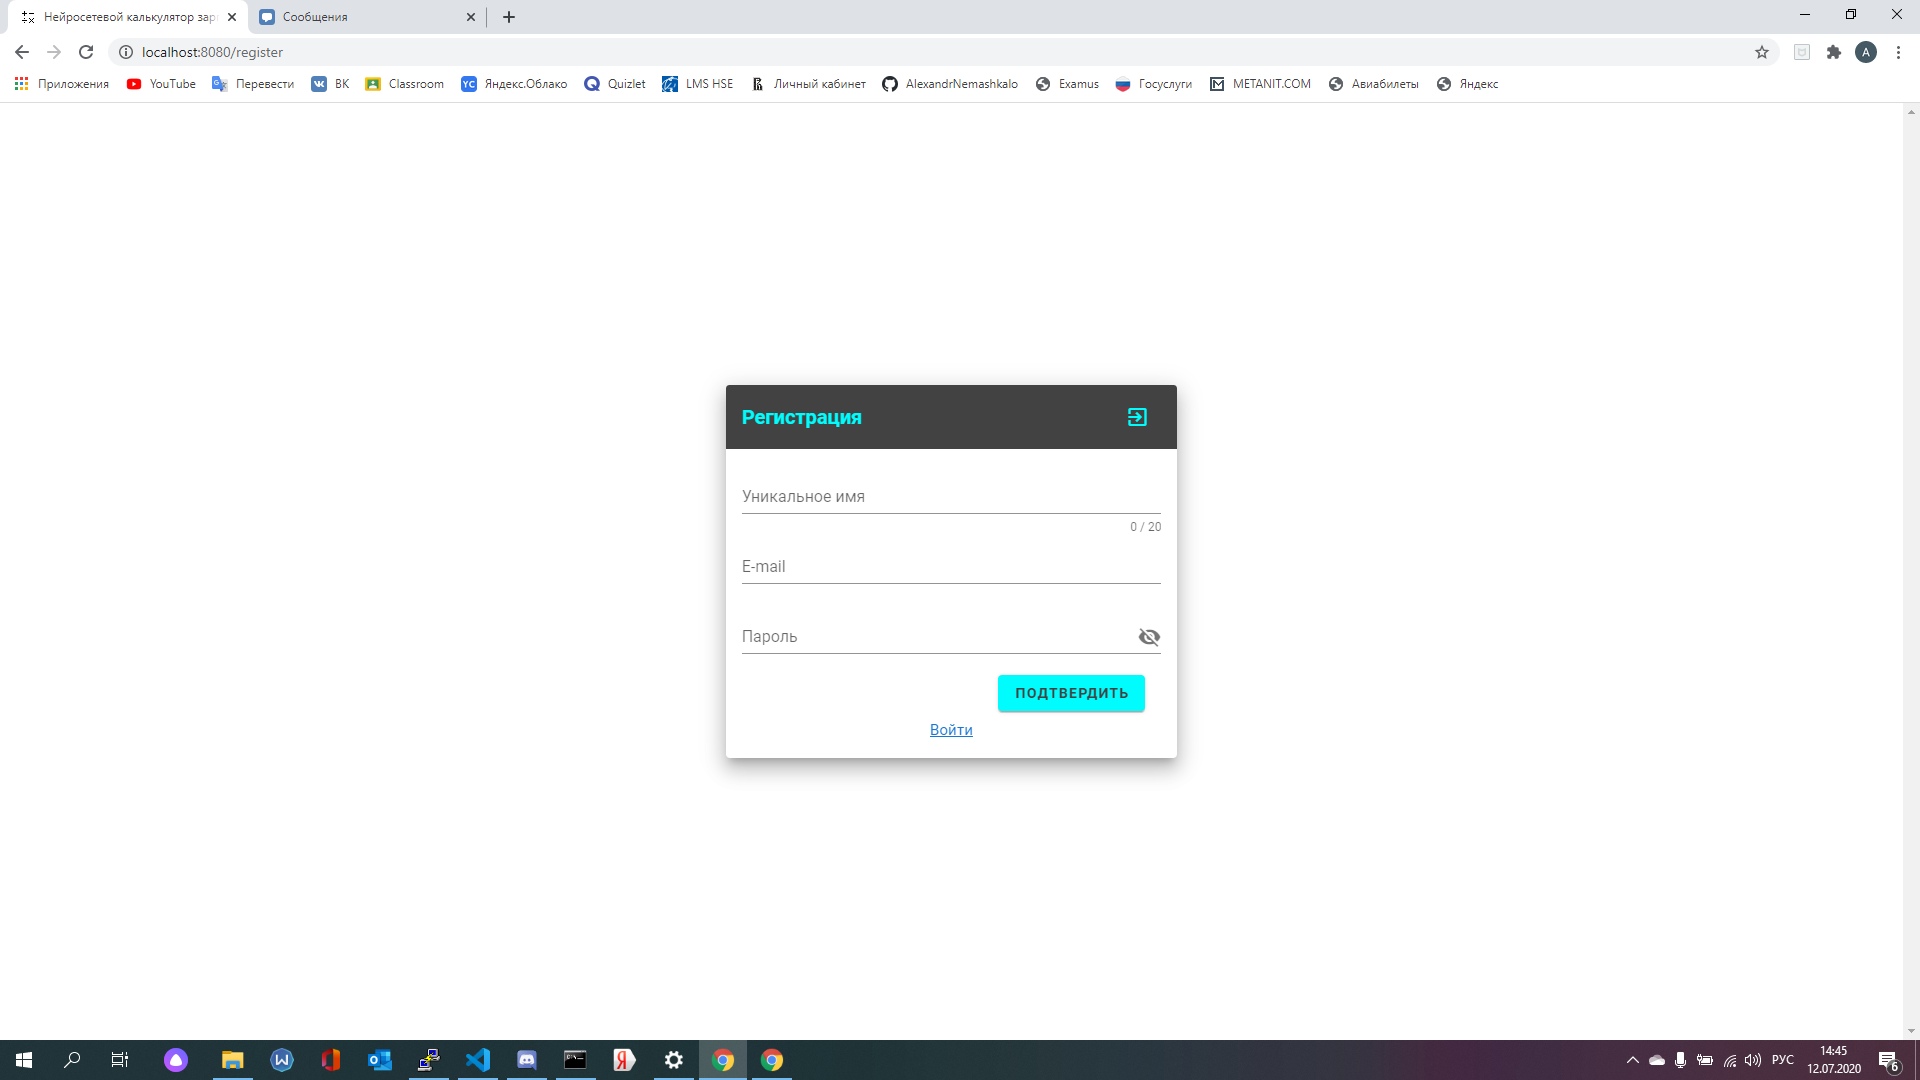 Нейросетевой калькулятор зар
Сообщения
localhost:8080/register
A
Приложения YouTube Перевести ВК Classroom Яндекс.Облако Quizlet LMS HSE Личный кабинет AlexandrNemashkalo Examus Госуслуги METANIT.COM Авиабилеты Яндекс
Регистрация
Уникальное имя
0 / 20
E-mail
Пароль
ПОДТВЕРДИТЬ
Войти
РУС
14:45
12.07.2020
6